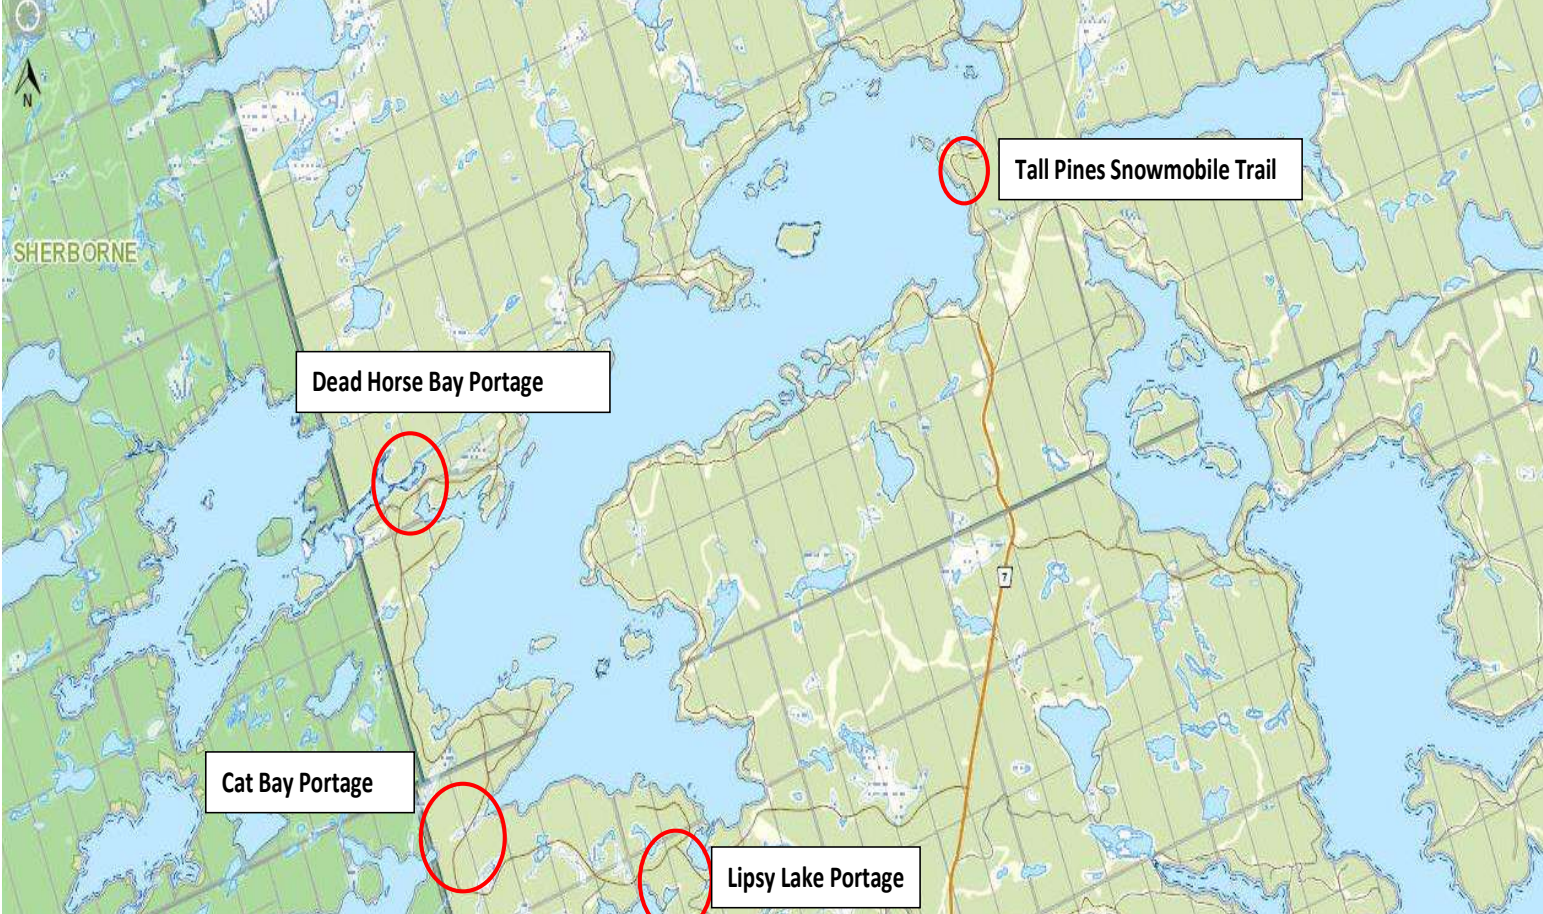 N
Tall Pines Snowmobile Trail
SHERBORNE
Dead Horse Bay Portage
7
Cat Bay Portage
Lipsy Lake Portage